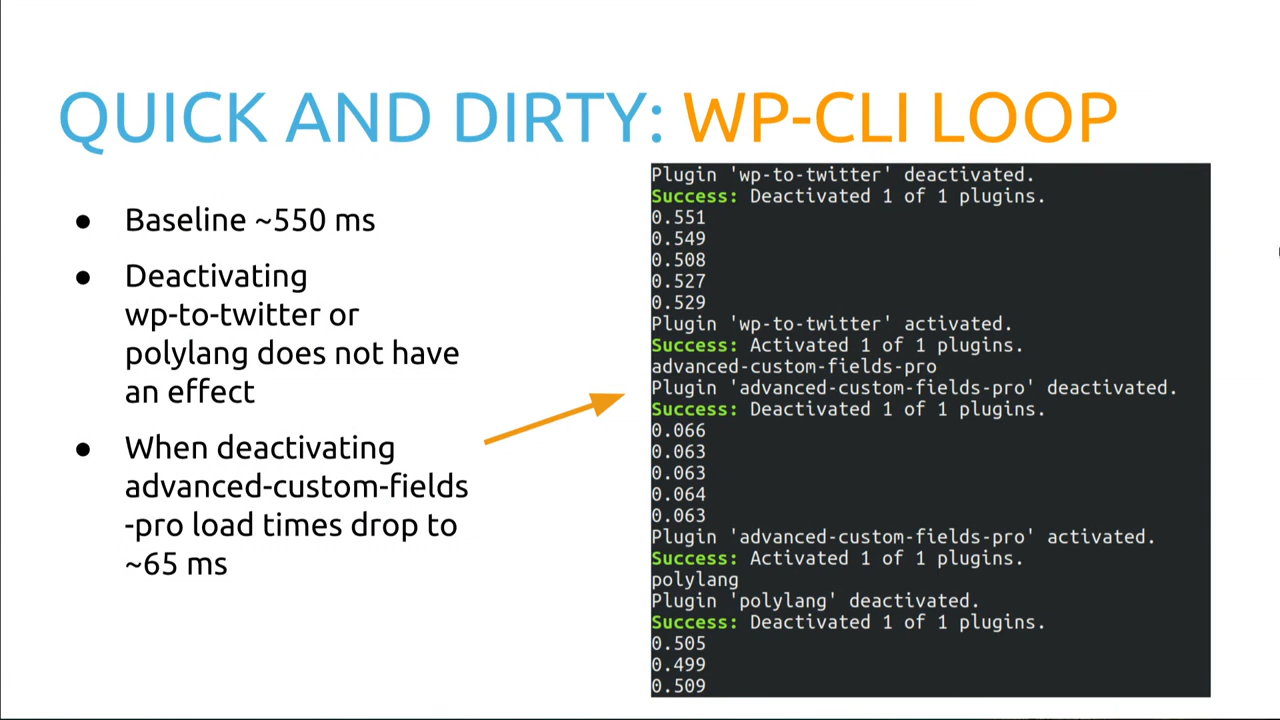 QUICK AND DIRTY: WP-CLI LOOP
● Baseline ~550 ms
● Deactivating
wp-to-twitter or
polylang does not have
an effect
● When deactivating
advanced-custom-fields
-pro load times drop to
~65 ms
Plugin 'wp-to-twitter' deactivated.
Success: Deactivated 1 of 1 plugins.
0.551
0.549
0.508
0.527
0.529
Plugin 'wp-to-twitter' activated.
Success: Activated 1 of 1 plugins.
advanced-custom-fields-pro
Plugin 'advanced-custom-fields-pro' deactivated.
Success: Deactivated 1 of 1 plugins.
0.066
0.063
0.063
0.064
0.063
Plugin 'advanced-custom-fields-pro' activated.
Success: Activated 1 of 1 plugins.
polylang
Plugin 'polylang' deactivated.
Success: Deactivated 1 of 1 plugins.
0.505
0.499
0.509